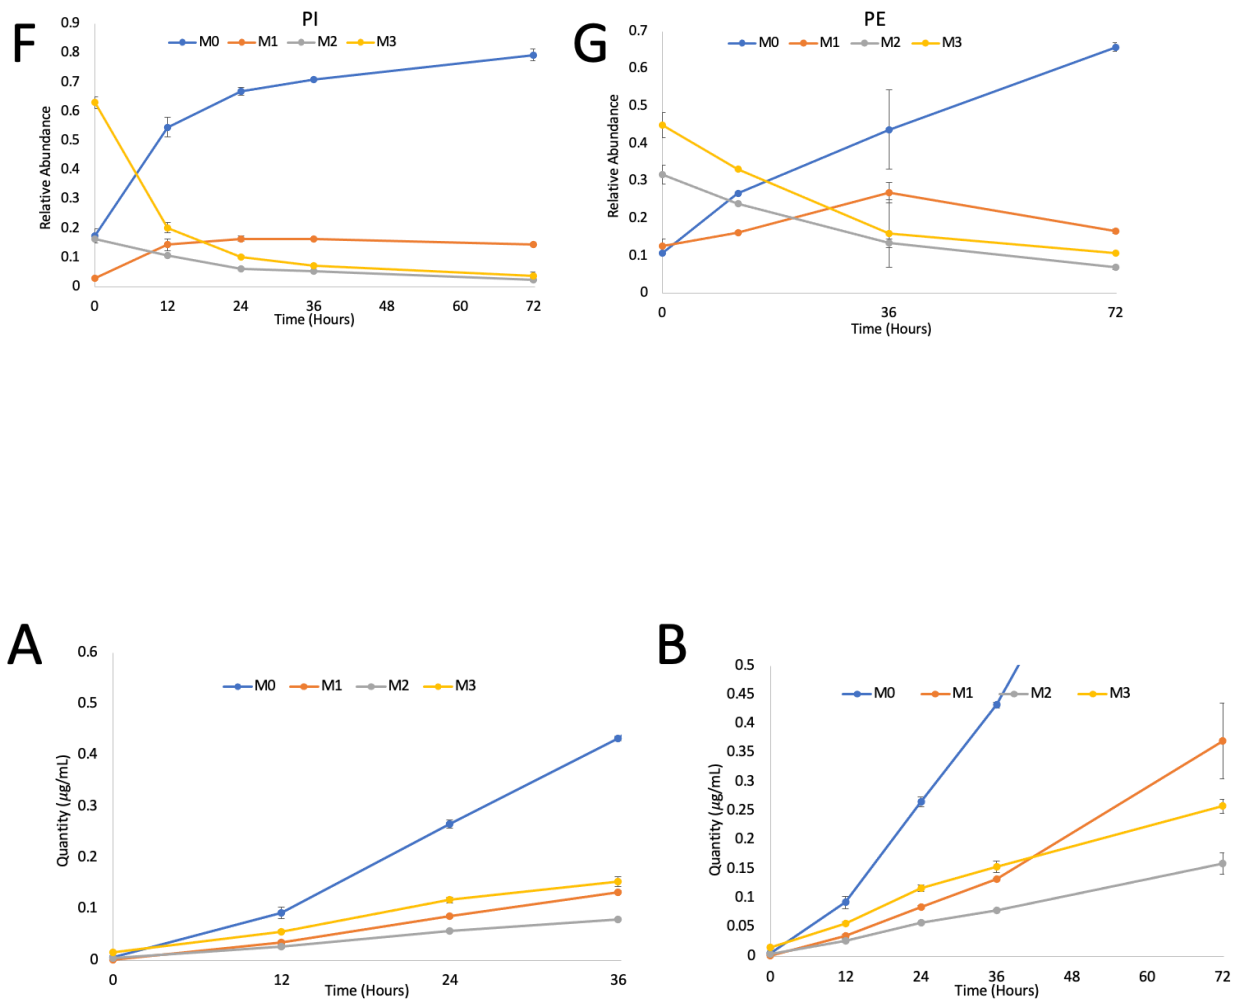 F
PI
M0 M1 M2 M3
0.9
0.8
0.7
0.6
0.5
0.4
0.3
0.2
0.1
0
Relative Abundance
0 12 24 36 48 60 72
Time (Hours)
G
PE
M0 M1 M2 M3
0.7
0.6
0.5
0.4
0.3
0.2
0.1
0
Relative Abundance
0 36 72
Time (Hours)
A
M0 M1 M2 M3
0.6
0.5
0.4
0.3
0.2
0.1
0
Quantity (µg/mL)
0 12 24 36
Time (Hours)
B
M0 M1 M2 M3
0.5
0.45
0.4
0.35
0.3
0.25
0.2
0.15
0.1
0.05
0
Quantity (µg/mL)
0 12 24 36 48 60 72
Time (Hours)